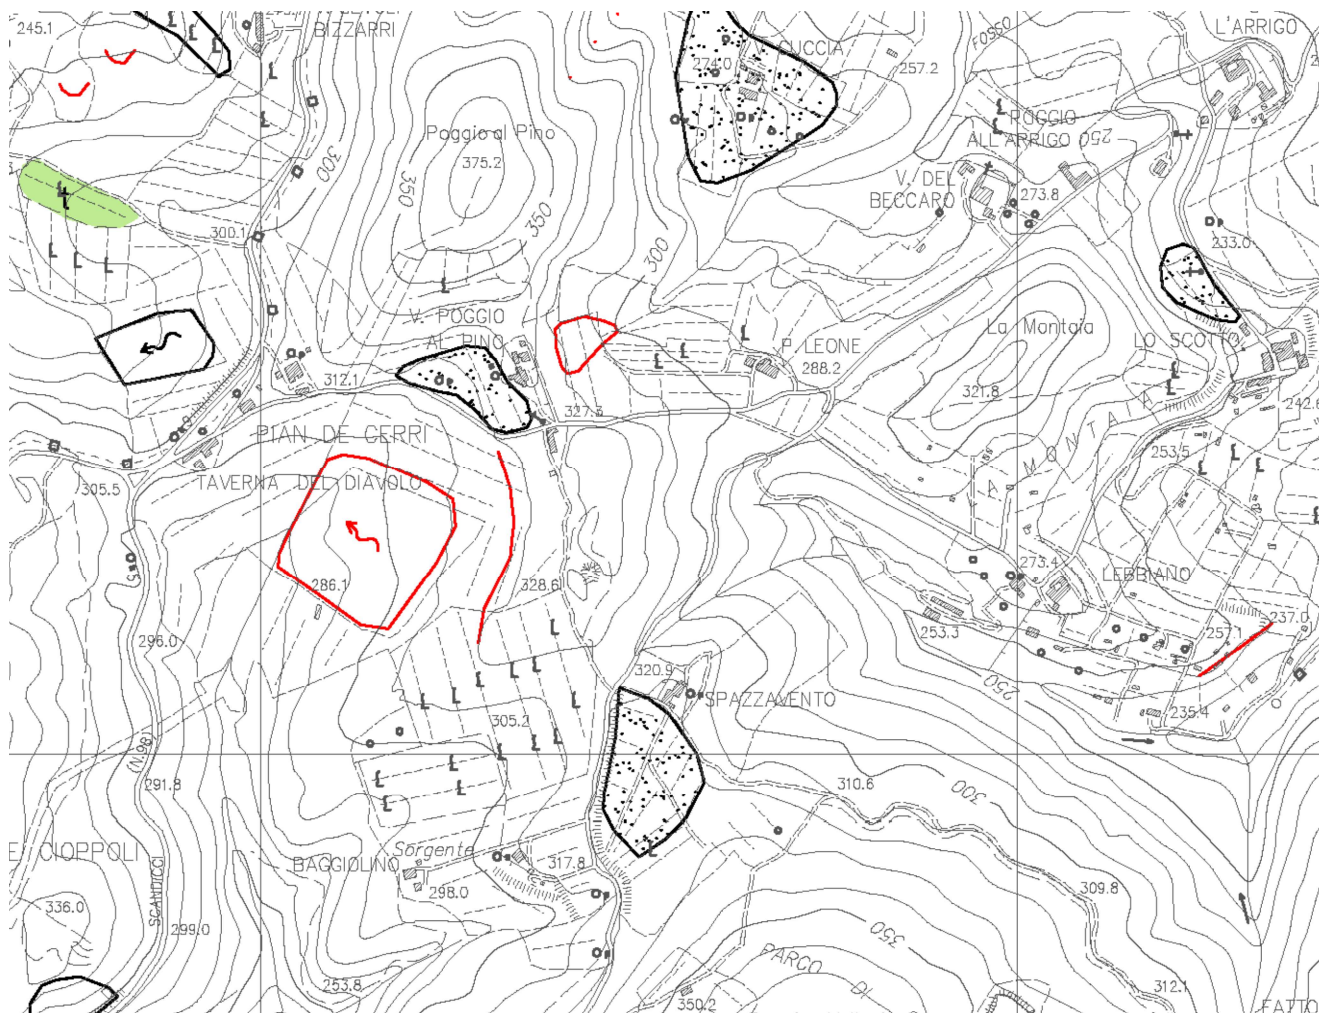 245.1
BIZZARRI
CUCCIA
274.0
257.2
FOSSO
L'ARRIGO
Poggio al Pino
375.2
300
350
350
300
POGGIO
ALL'ARRIGO
250
V. DEL
BECCARO
273.8
300.1
233.0
V. POGGIO
AL PINO
P. LEONE
288.2
La Montaia
321.8
LO SCOTTO
312.1
327.3
242.6
PIAN DE' CERRI
LA MONTAIA
253.5
305.5
TAVERNA DEL DIAVOLO
286.1
328.6
273.4
LEBBIANO
253.3
257.1
237.0
296.0
320.9
SPAZZAVENTO
250
235.4
305.2
(N.98)
291.8
310.6
300
E CIOPPOLI
SCANDICCI
BAGGIOLINO
Sorgente
298.0
317.8
309.8
336.0
299.0
350
PARCO DI
253.8
350.2
312.1
FATTO